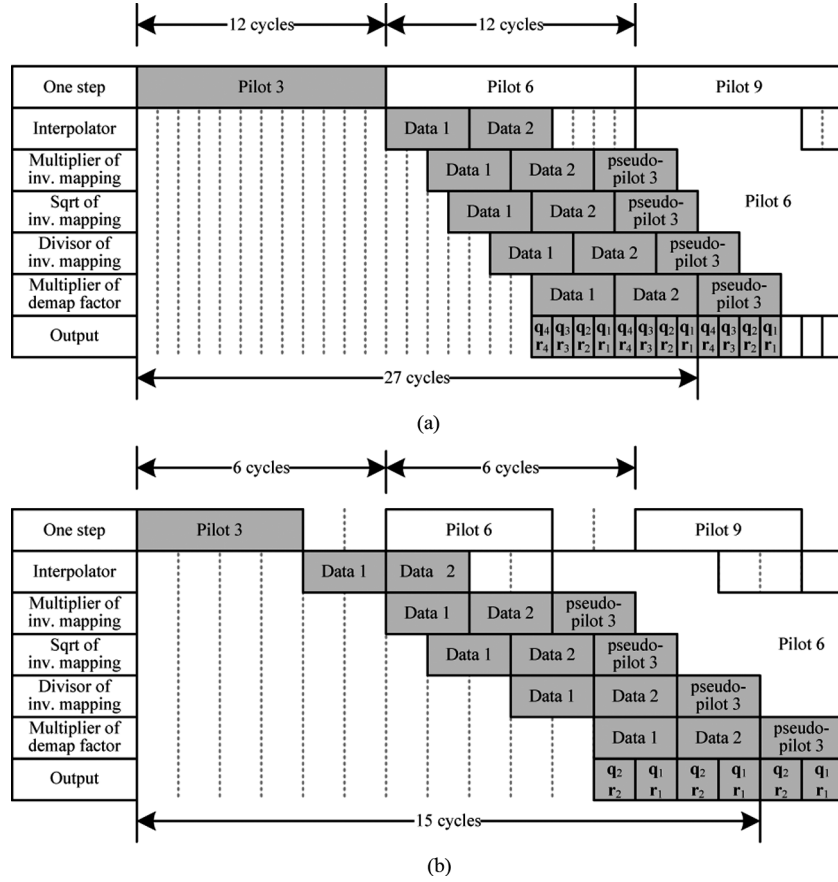 12 cycles 12 cycles
One step Pilot 3 Pilot 6 Pilot 9
Interpolator Data 1 Data 2
Multiplier of
inv. mapping Data 1 Data 2 pseudo-
pilot 3
Sqrt of
inv. mapping Data 1 Data 2 pseudo-
pilot 3
Pilot 6
Divisor of
inv. mapping Data 1 Data 2 pseudo-
pilot 3
Multiplier of
demap factor Data 1 Data 2 pseudo-
pilot 3
Output q4 q3 q2 q1 q4 q3 q2 q1 q4 q3 q2 q1
r4 r3 r2 r1 r4 r3 r2 r1 r4 r3 r2 r1
27 cycles
(a)
6 cycles 6 cycles
One step Pilot 3 Pilot 6 Pilot 9
Interpolator Data 1 Data 2
Multiplier of
inv. mapping Data 1 Data 2 pseudo-
pilot 3
Sqrt of
inv. mapping Data 1 Data 2 pseudo-
pilot 3
Pilot 6
Divisor of
inv. mapping Data 1 Data 2 pseudo-
pilot 3
Multiplier of
demap factor Data 1 Data 2 pseudo-
pilot 3
Output q2 q1 q2 q1 q2 q1
r2 r1 r2 r1 r2 r1
15 cycles
(b)